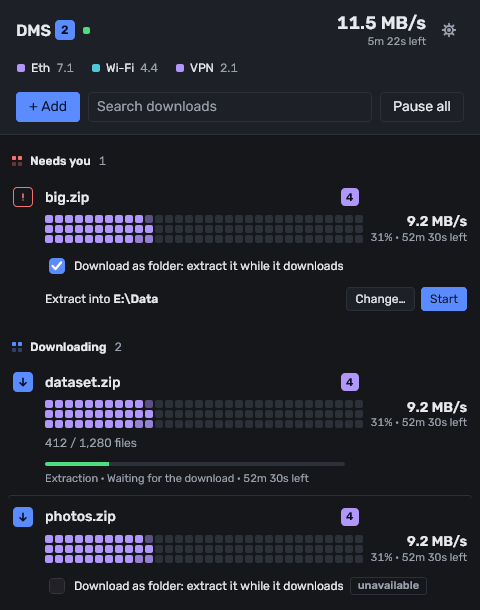 DMS 2
11.5 MB/s
5m 22s left
Eth 7.1 Wi-Fi 4.4 VPN 2.1
+ Add Search downloads Pause all
Needs you 1
! big.zip 4
9.2 MB/s
31% • 52m 30s left
Download as folder: extract it while it downloads
Extract into E:\Data Change... Start
Downloading 2
dataset.zip 4
9.2 MB/s
31% • 52m 30s left
412 / 1,280 files
Extraction • Waiting for the download • 52m 30s left
photos.zip 4
9.2 MB/s
31% • 52m 30s left
Download as folder: extract it while it downloads unavailable